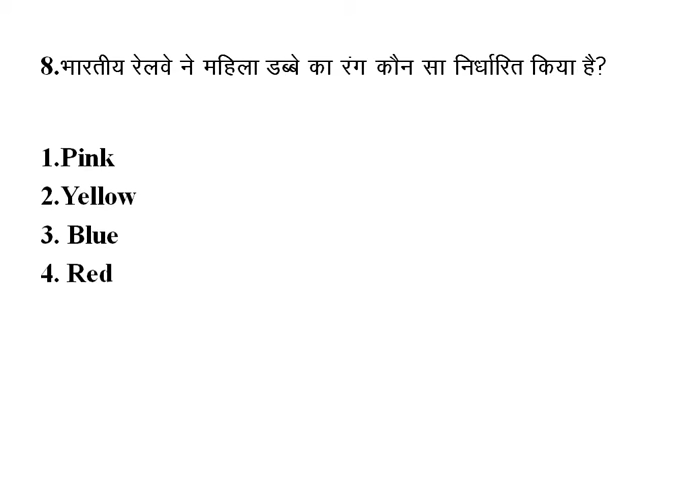 8.भारतीय रेलवे ने महिला डब्बे का रंग कौन सा निर्धारित किया है?
1.Pink
2.Yellow
3. Blue
4. Red